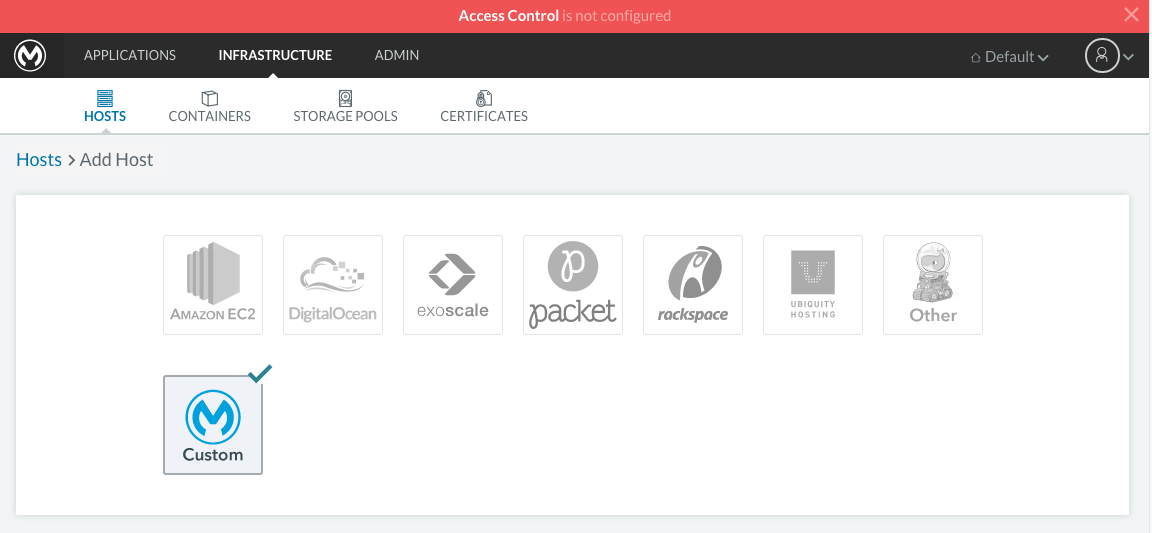 Access Control is not configured
APPLICATIONS INFRASTRUCTURE ADMIN Default
HOSTS CONTAINERS STORAGE POOLS CERTIFICATES
Hosts > Add Host
AMAZON EC2 DigitalOcean exoscale packet rackspace UBIQUITY HOSTING Other
Custom